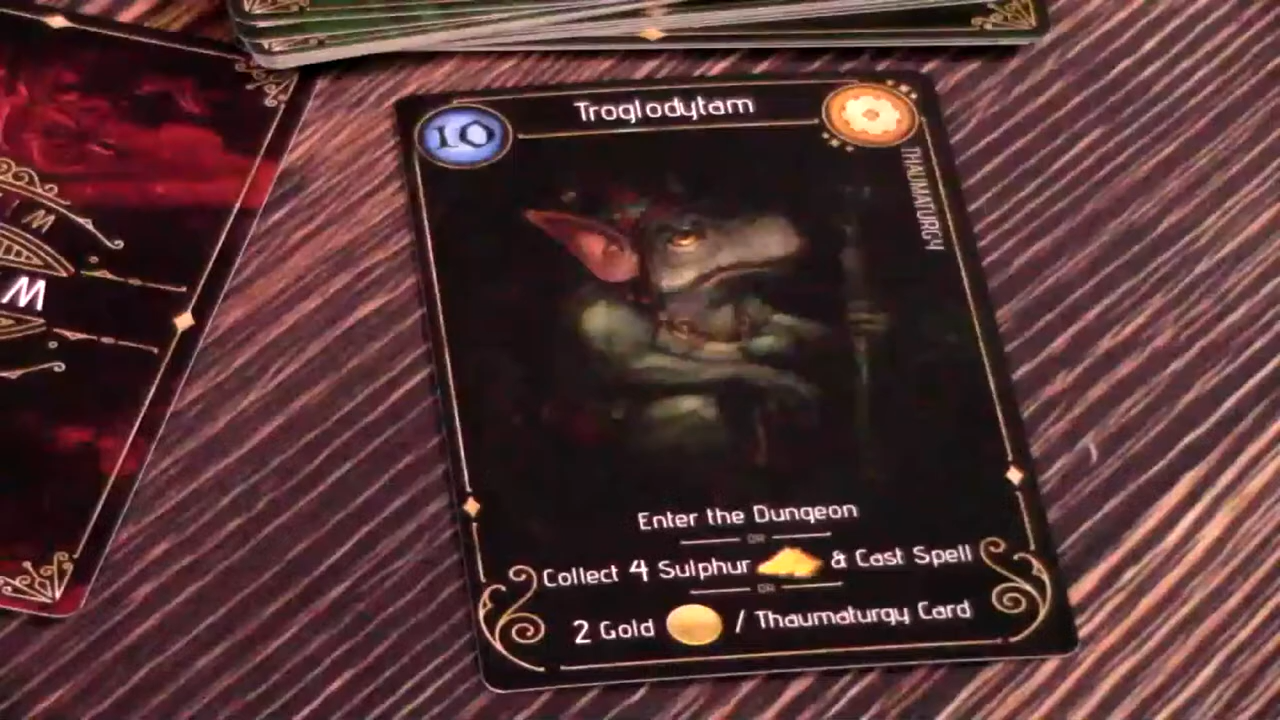 Troglodytam
10
THAUMATURGY
Enter the Dungeon
OR
Collect 4 Sulphur & Cast Spell
OR
2 Gold / Thaumaturgy Card